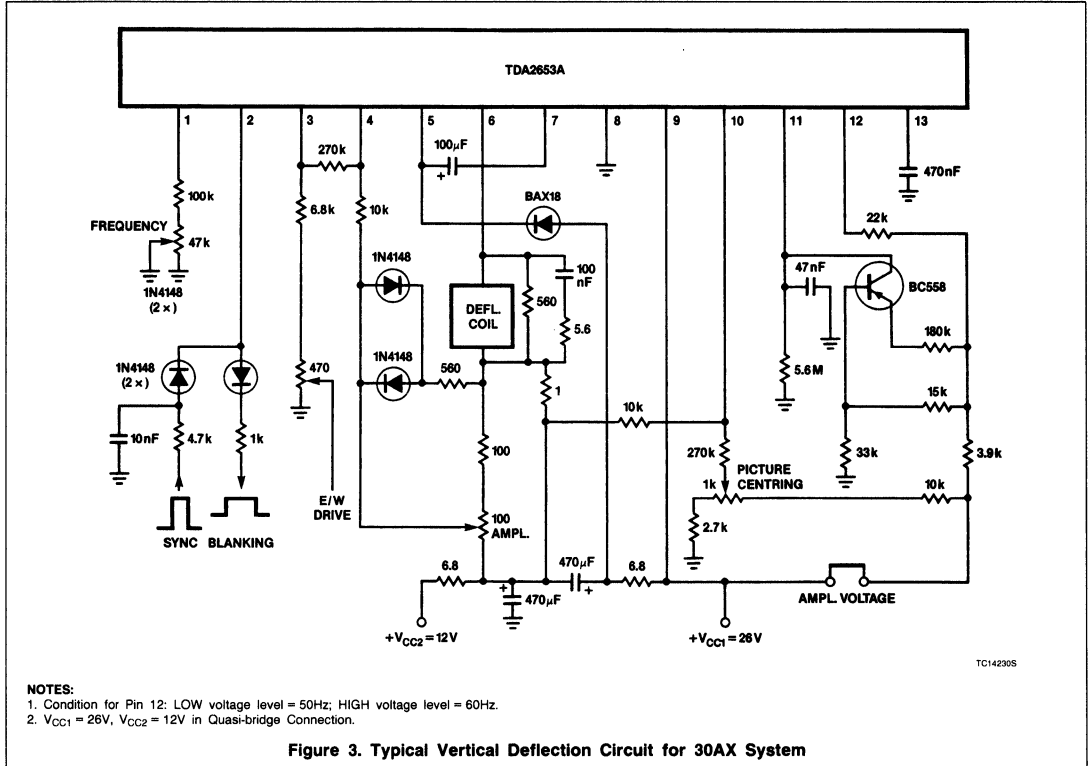 TDA2653A
1 2 3 4 5 6 7 8 9 10 11 12 13
270k
100µF
+
470nF
100k
6.8k
10k
BAX18
22k
FREQUENCY
47k
1N4148
(2 ×)
1N4148
100
nF
47nF
BC558
DEFL.
COIL
560
5.6
180k
1N4148
(2 ×)
1N4148
470
560
1
5.6M
15k
10k
10nF
4.7k
1k
100
270k
33k
3.9k
PICTURE
CENTRING
1k
10k
E/W
DRIVE
100
AMPL.
2.7k
SYNC BLANKING
6.8
470µF
+
6.8
+
470µF
AMPL. VOLTAGE
+VCC2 = 12V
+VCC1 = 26V
TC14230S
NOTES:
1. Condition for Pin 12: LOW voltage level = 50Hz; HIGH voltage level = 60Hz.
2. VCC1 = 26V, VCC2 = 12V in Quasi-bridge Connection.
Figure 3. Typical Vertical Deflection Circuit for 30AX System